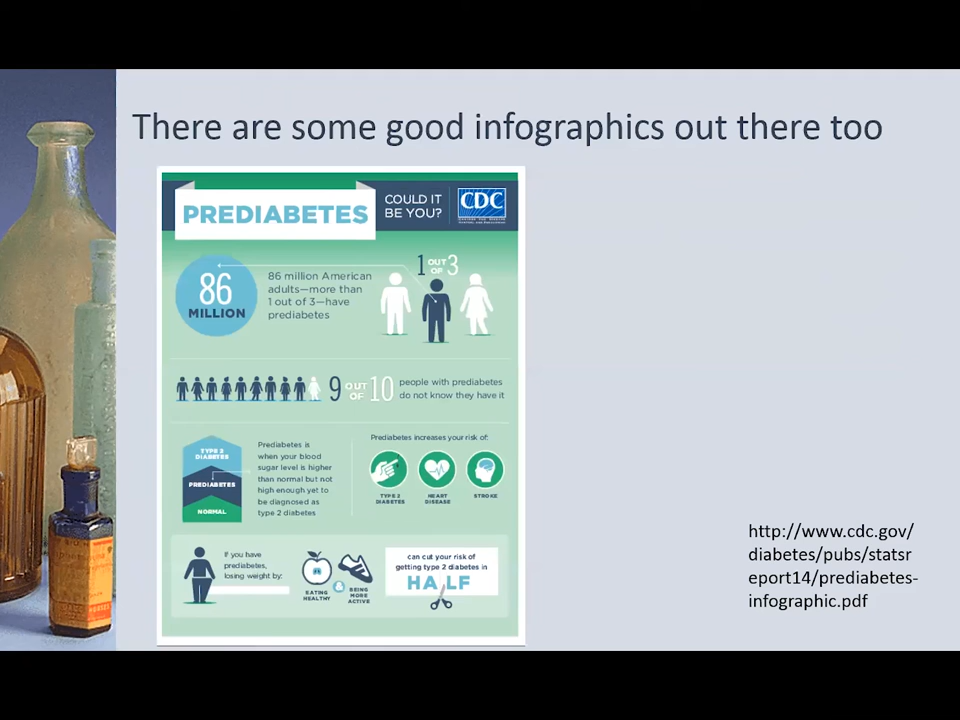 There are some good infographics out there too
PREDIABETES
COULD IT
BE YOU?
CDC
86
MILLION
86 million American
adults—more than
1 out of 3—have
prediabetes
1 OUT OF 3
9 OUT OF 10
people with prediabetes
do not know they have it
TYPE 2
DIABETES
PREDIABETES
NORMAL
Prediabetes is
when your blood
sugar level is higher
than normal but not
high enough yet to
be diagnosed as
type 2 diabetes
Prediabetes increases your risk of:
TYPE 2
DIABETES
HEART
DISEASE
STROKE
If you have
prediabetes,
losing weight by:
EATING
HEALTHY
&
BEING
MORE
ACTIVE
can cut your risk of
getting type 2 diabetes in
HALF
http://www.cdc.gov/
diabetes/pubs/statsr
eport14/prediabetes-
infographic.pdf